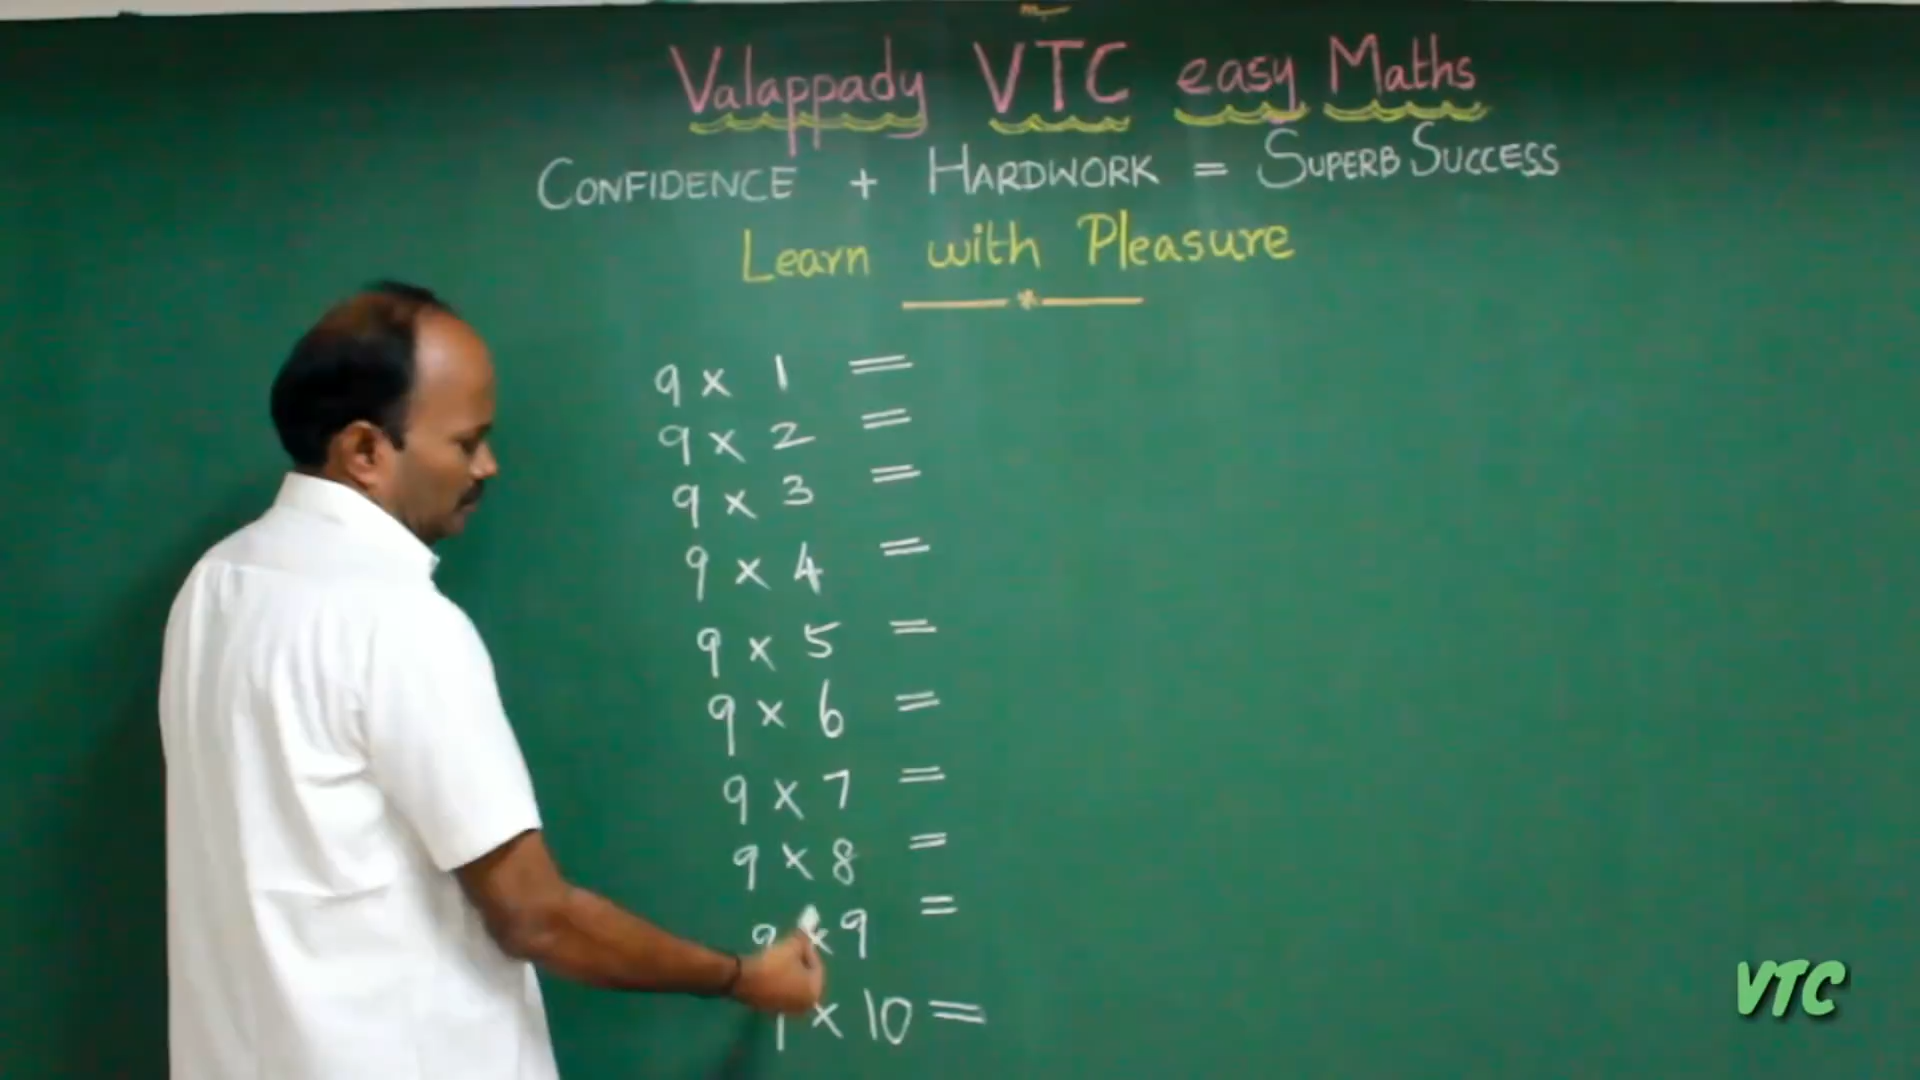 Valappady VTC easy Maths
CONFIDENCE + HARDWORK = SUPERB SUCCESS
Learn with Pleasure
9 × 1 =
9 × 2 =
9 × 3 =
9 × 4 =
9 × 5 =
9 × 6 =
9 × 7 =
9 × 8 =
9 × 9 =
× 10 =
VTC